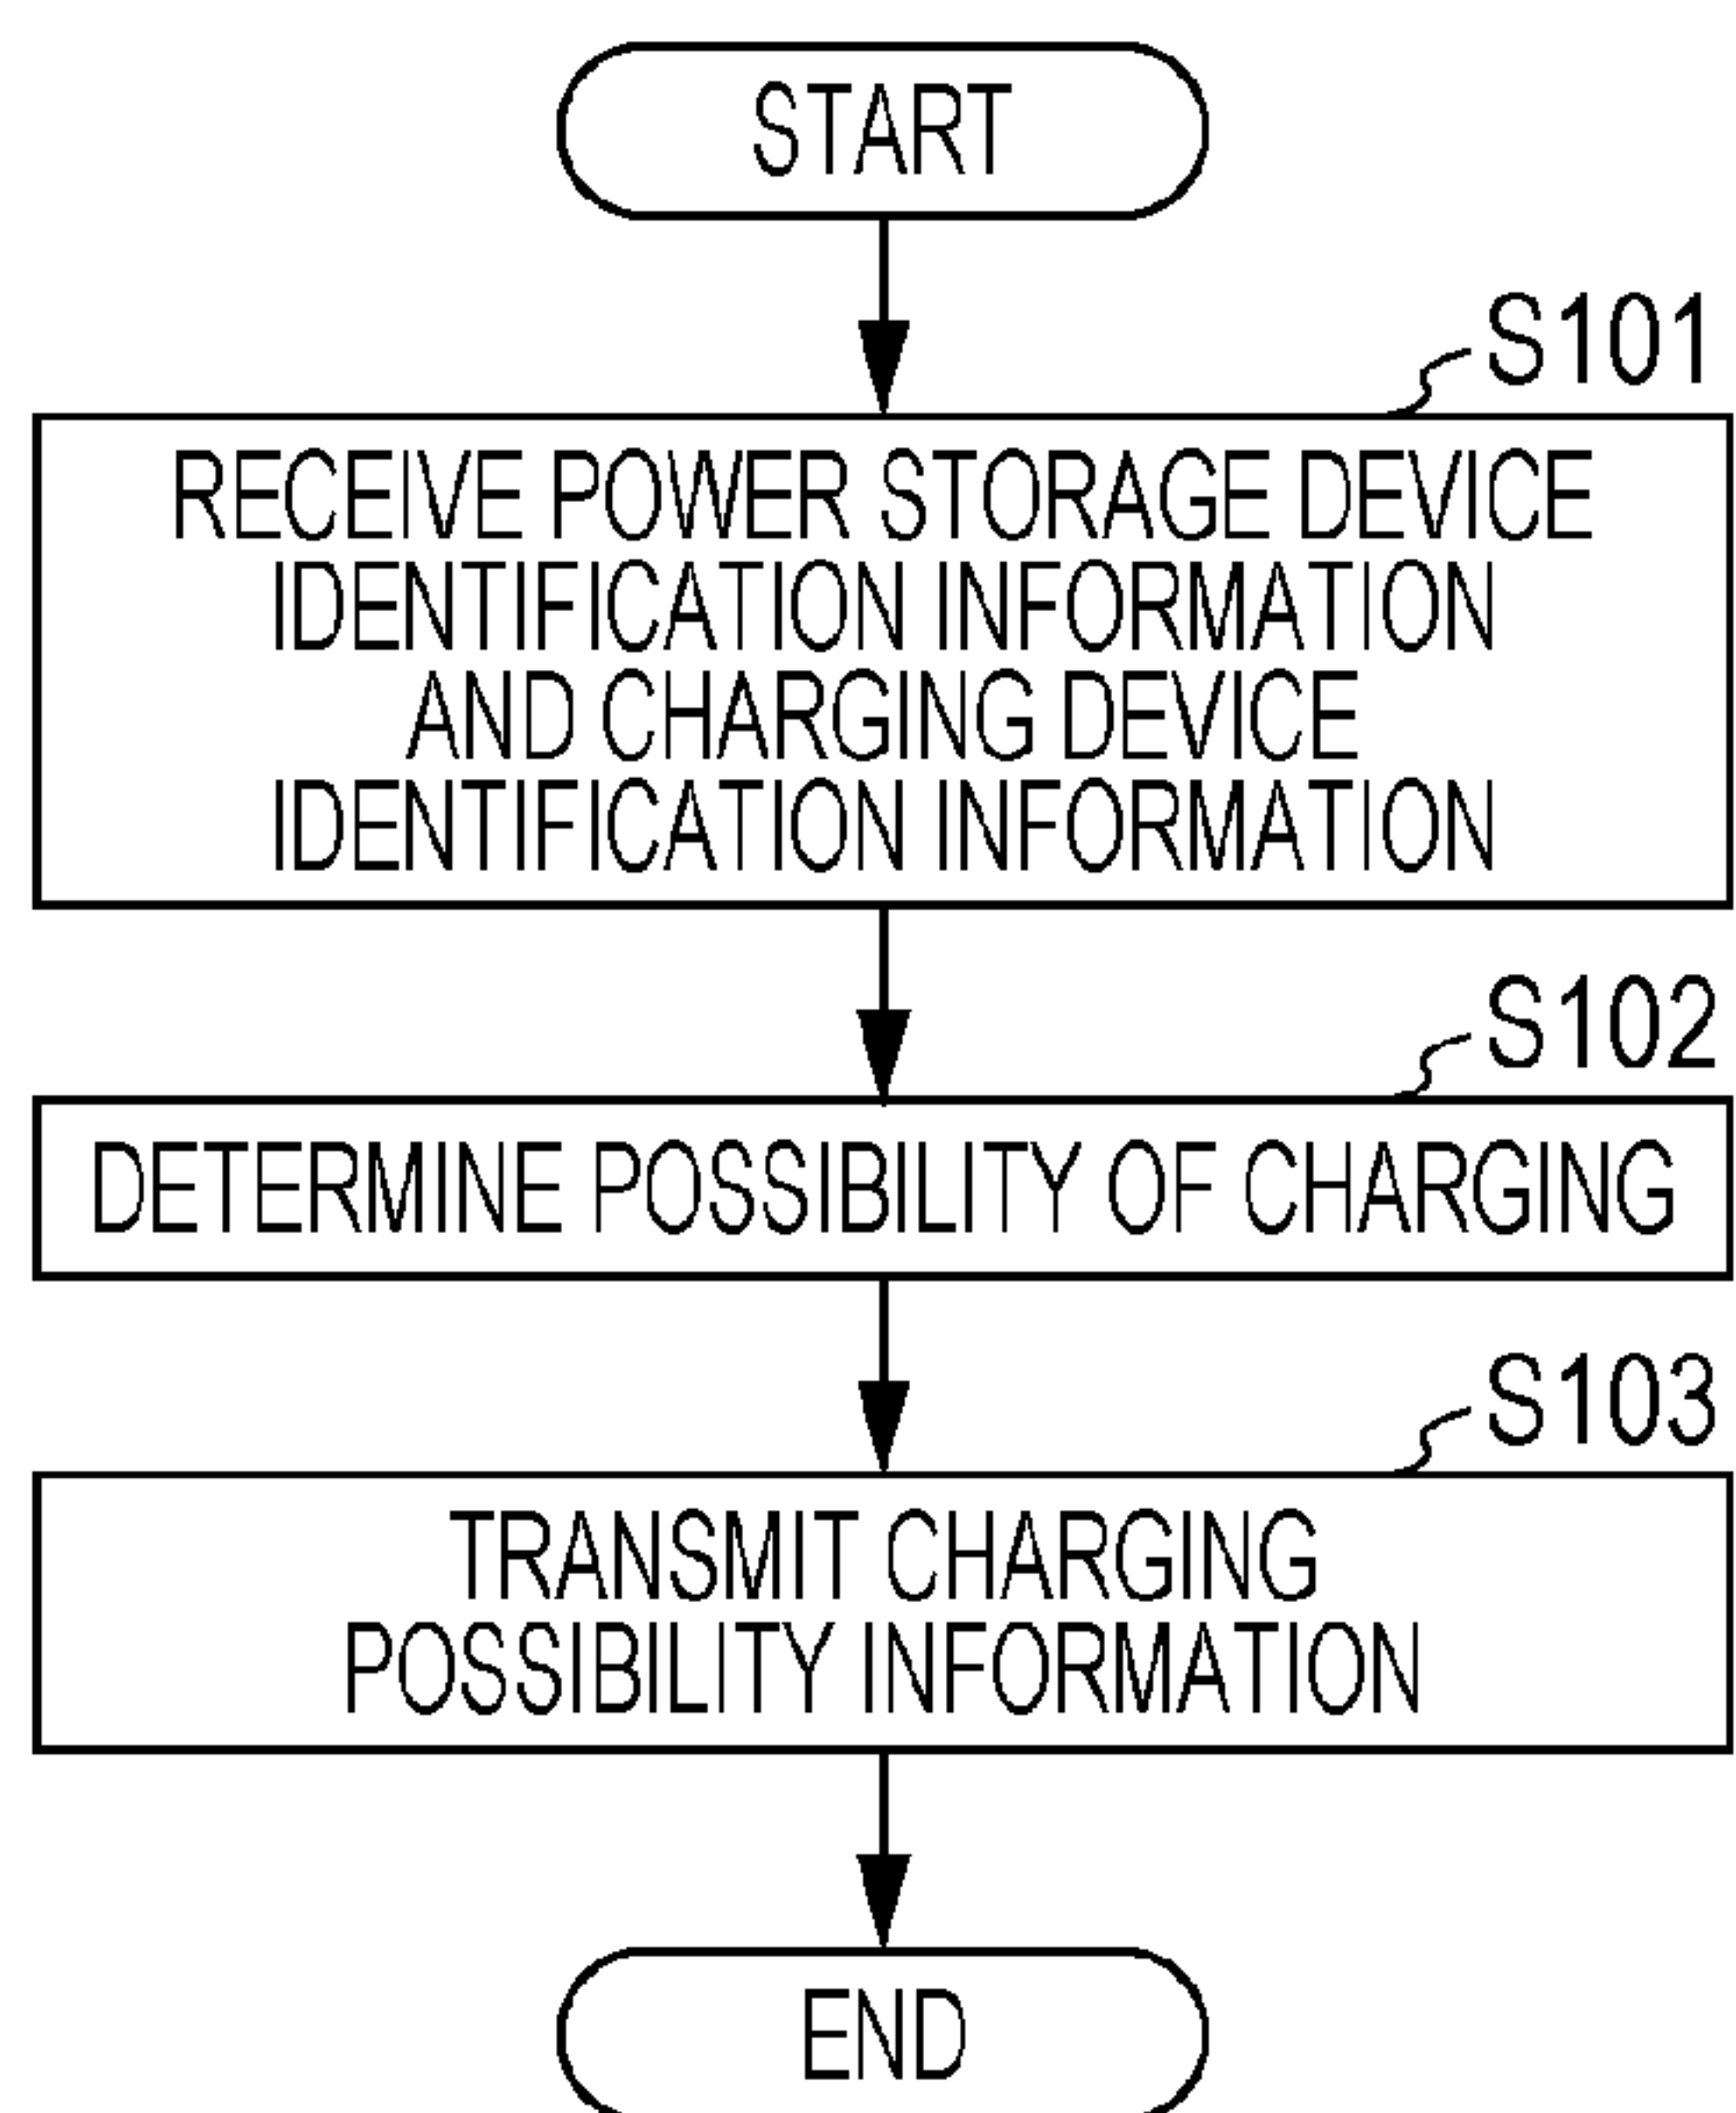 START
S101
RECEIVE POWER STORAGE DEVICE
IDENTIFICATION INFORMATION
AND CHARGING DEVICE
IDENTIFICATION INFORMATION
S102
DETERMINE POSSIBILITY OF CHARGING
S103
TRANSMIT CHARGING
POSSIBILITY INFORMATION
END